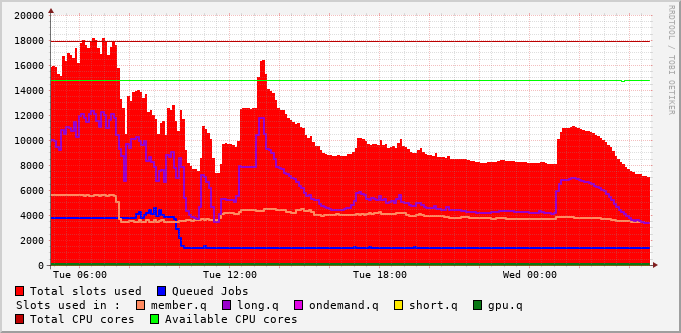 20000
18000
16000
14000
12000
10000
8000
6000
4000
2000
0
Tue 06:00 Tue 12:00 Tue 18:00 Wed 00:00
RRDTOOL / TOBI OETIKER
Total slots used Queued Jobs
Slots used in : member.q long.q ondemand.q short.q gpu.q
Total CPU cores Available CPU cores